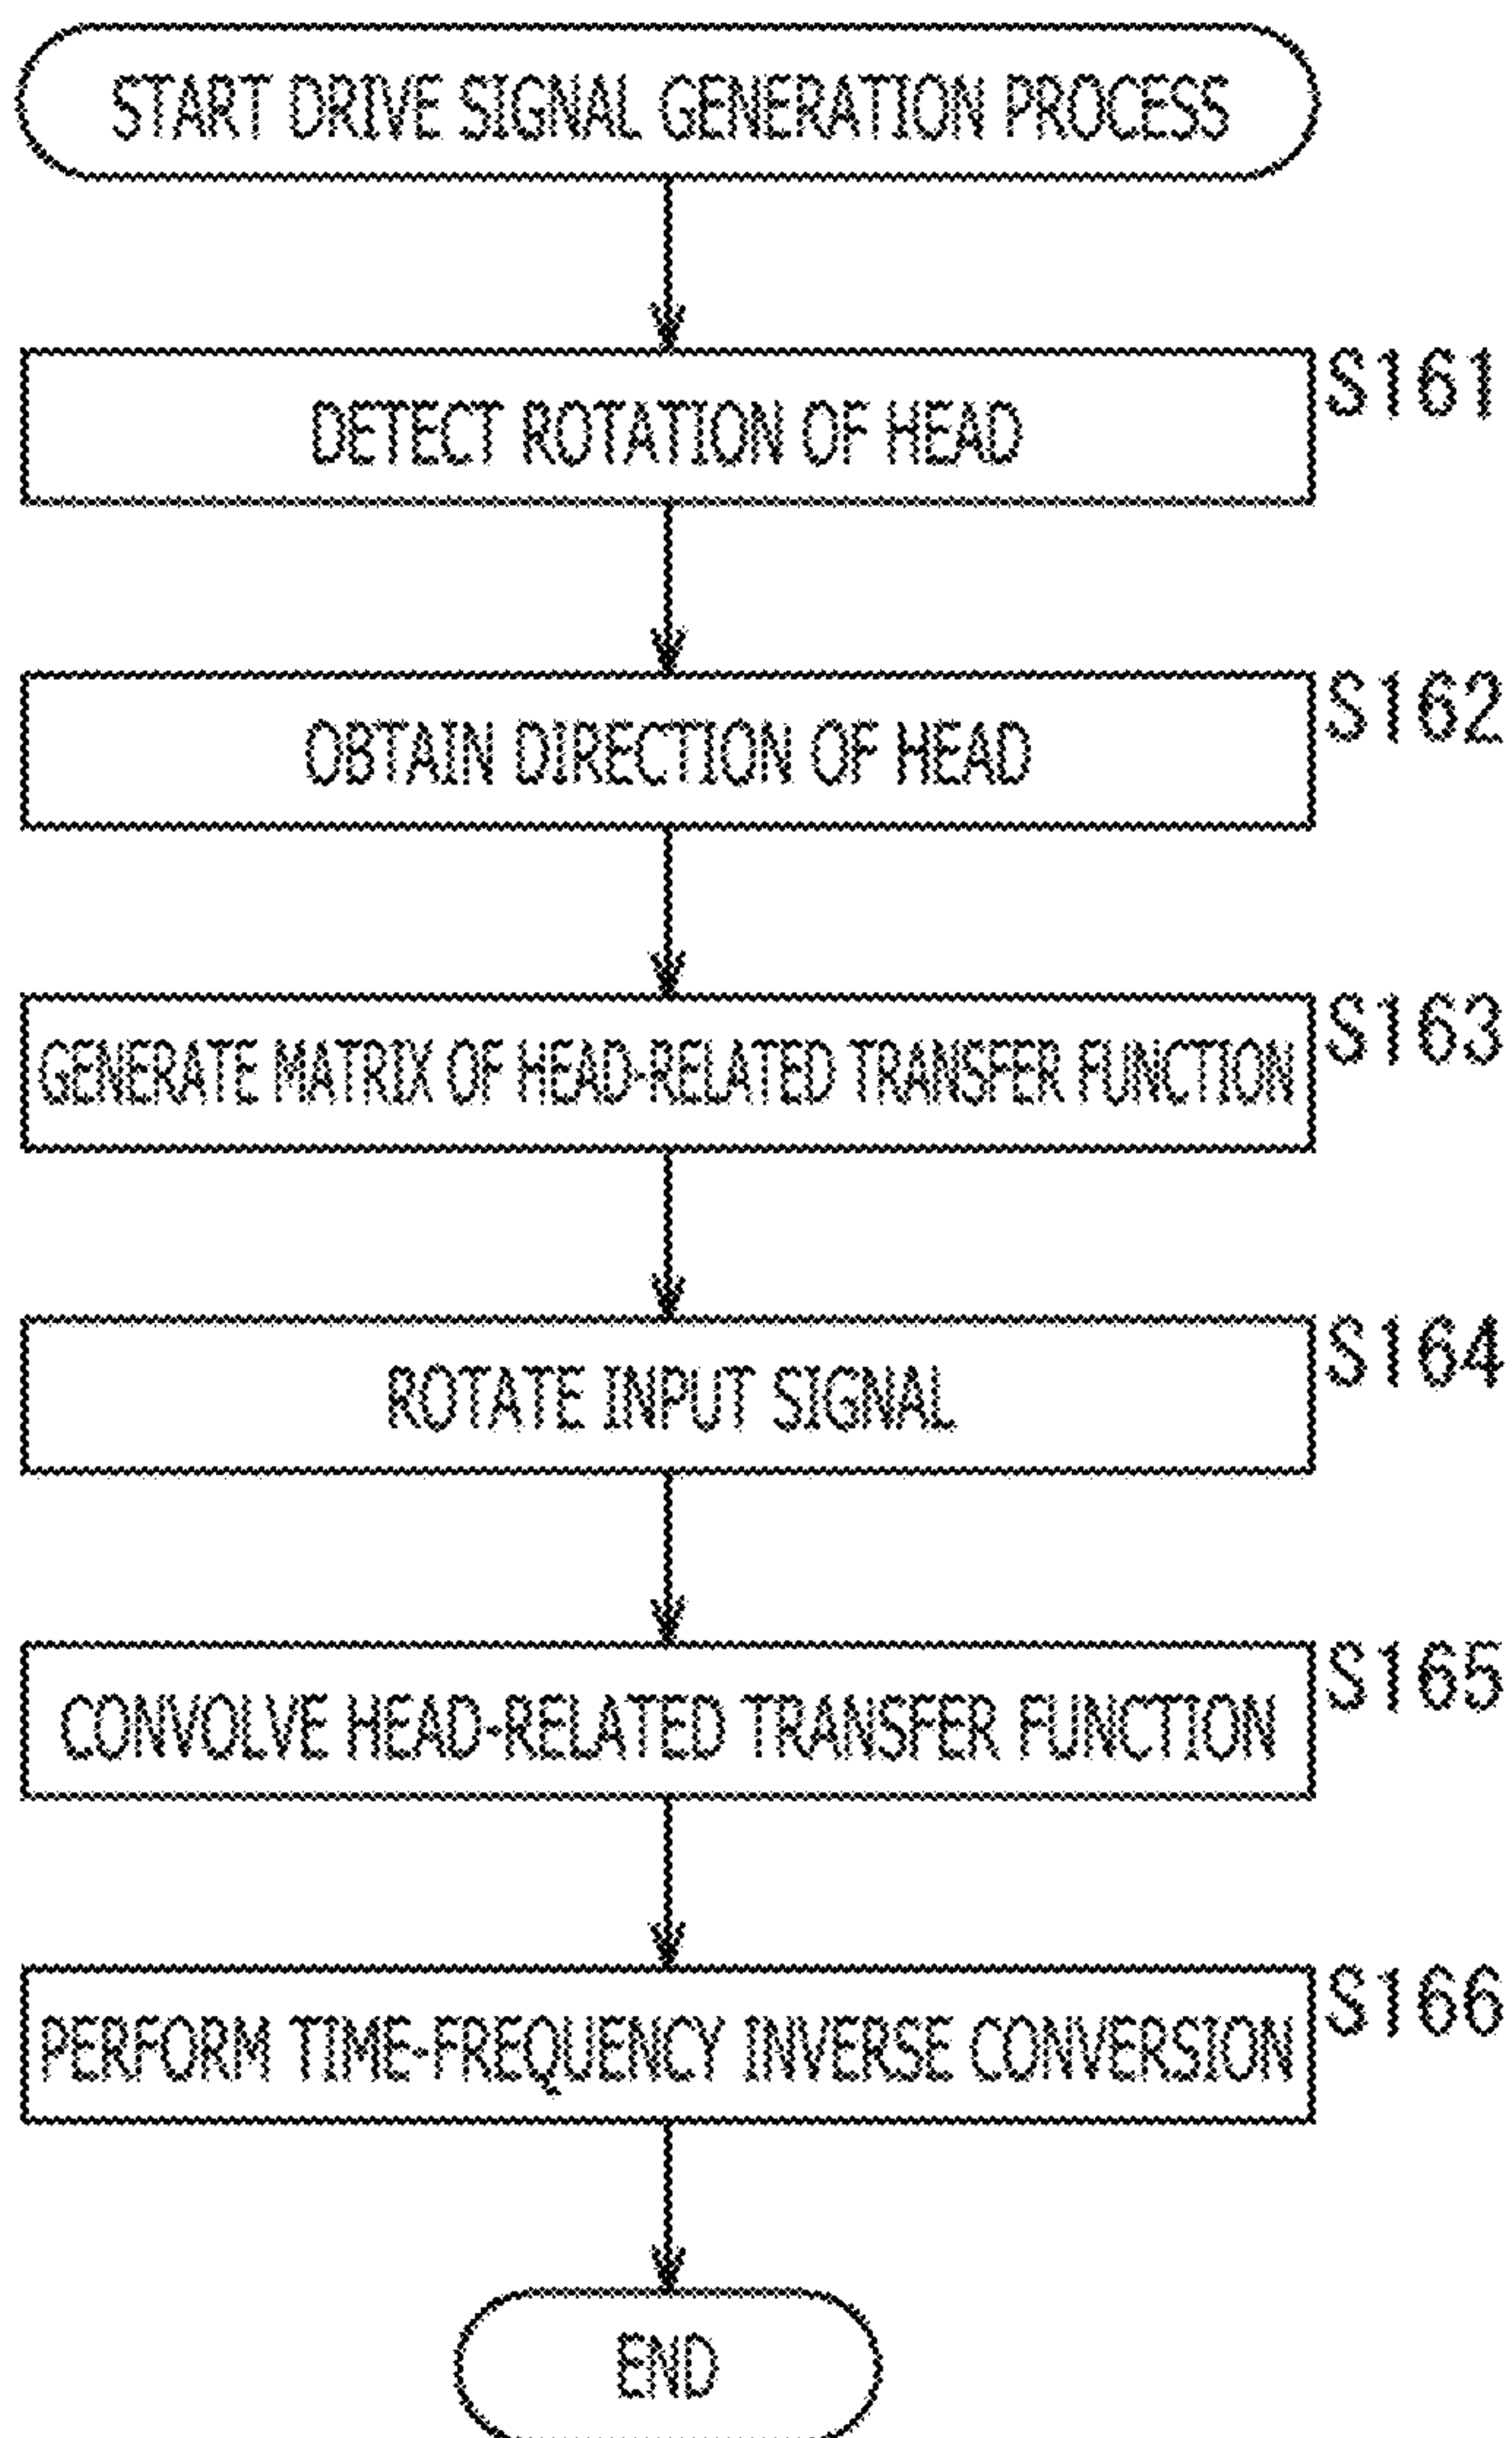 START DRIVE SIGNAL GENERATION PROCESS
DETECT ROTATION OF HEAD
S161
OBTAIN DIRECTION OF HEAD
S162
GENERATE MATRIX OF HEAD-RELATED TRANSFER FUNCTION
S163
ROTATE INPUT SIGNAL
S164
CONVOLVE HEAD-RELATED TRANSFER FUNCTION
S165
PERFORM TIME-FREQUENCY INVERSE CONVERSION
S166
END